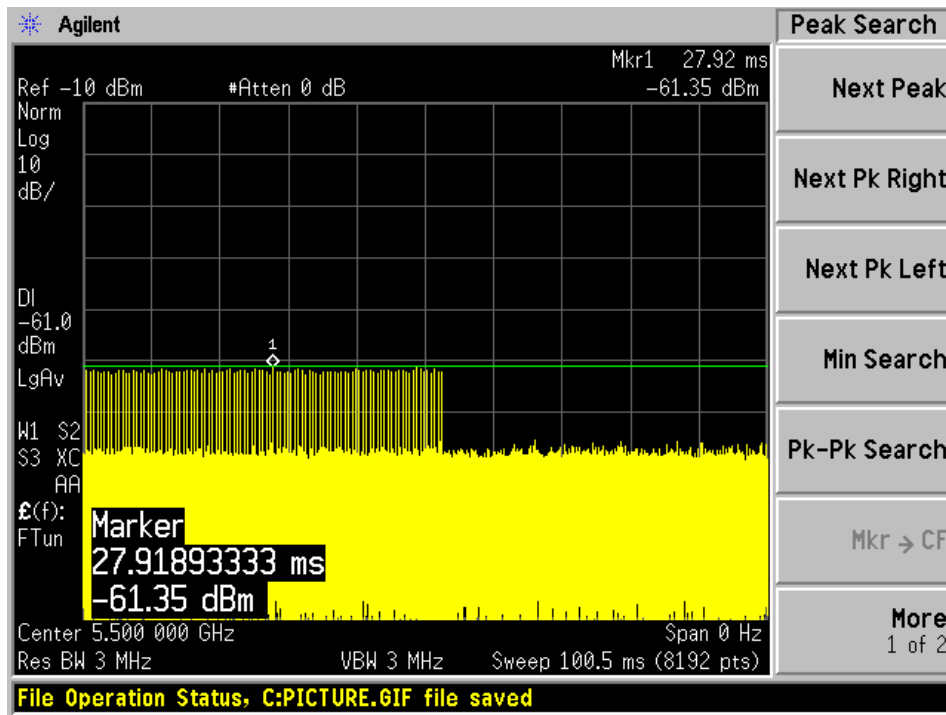 Agilent
Peak Search
Mkr1 27.92 ms
Ref -10 dBm #Atten 0 dB -61.35 dBm
Norm
Log
10
dB/
DI
-61.0
dBm
LgAv
W1 S2
S3 XC
AA
£(f):
FTun
1
Marker
27.91893333 ms
-61.35 dBm
Center 5.500 000 GHz Span 0 Hz
Res BW 3 MHz VBW 3 MHz Sweep 100.5 ms (8192 pts)
File Operation Status, C:PICTURE.GIF file saved
Next Peak
Next Pk Right
Next Pk Left
Min Search
Pk-Pk Search
Mkr → CF
More
1 of 2